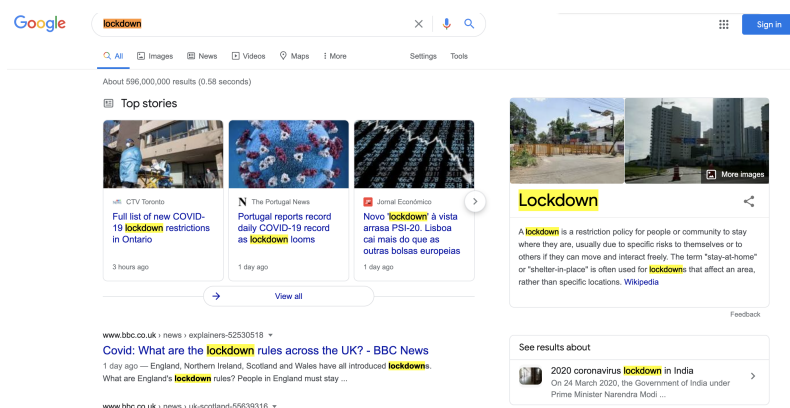 Google
lockdown
Sign in
All Images News Videos Maps More Settings Tools
About 596,000,000 results (0.58 seconds)
Top stories
CTV Toronto
Full list of new COVID-
19 lockdown restrictions
in Ontario
3 hours ago
The Portugal News
Portugal reports record
daily COVID-19 record
as lockdown looms
1 day ago
Jornal Económico
Novo 'lockdown' à vista
arrasa PSI-20. Lisboa
cai mais do que as
outras bolsas europeias
1 day ago
View all
www.bbc.co.uk › news › explainers-52530518
Covid: What are the lockdown rules across the UK? - BBC News
1 day ago — England, Northern Ireland, Scotland and Wales have all introduced lockdowns.
What are England's lockdown rules? People in England must stay ...
www.bbc.co.uk › news › uk-scotland-55639316
More images
Lockdown
A lockdown is a restriction policy for people or community to stay
where they are, usually due to specific risks to themselves or to
others if they can move and interact freely. The term "stay-at-home"
or "shelter-in-place" is often used for lockdowns that affect an area,
rather than specific locations. Wikipedia
Feedback
See results about
2020 coronavirus lockdown in India
On 24 March 2020, the Government of India under
Prime Minister Narendra Modi ...